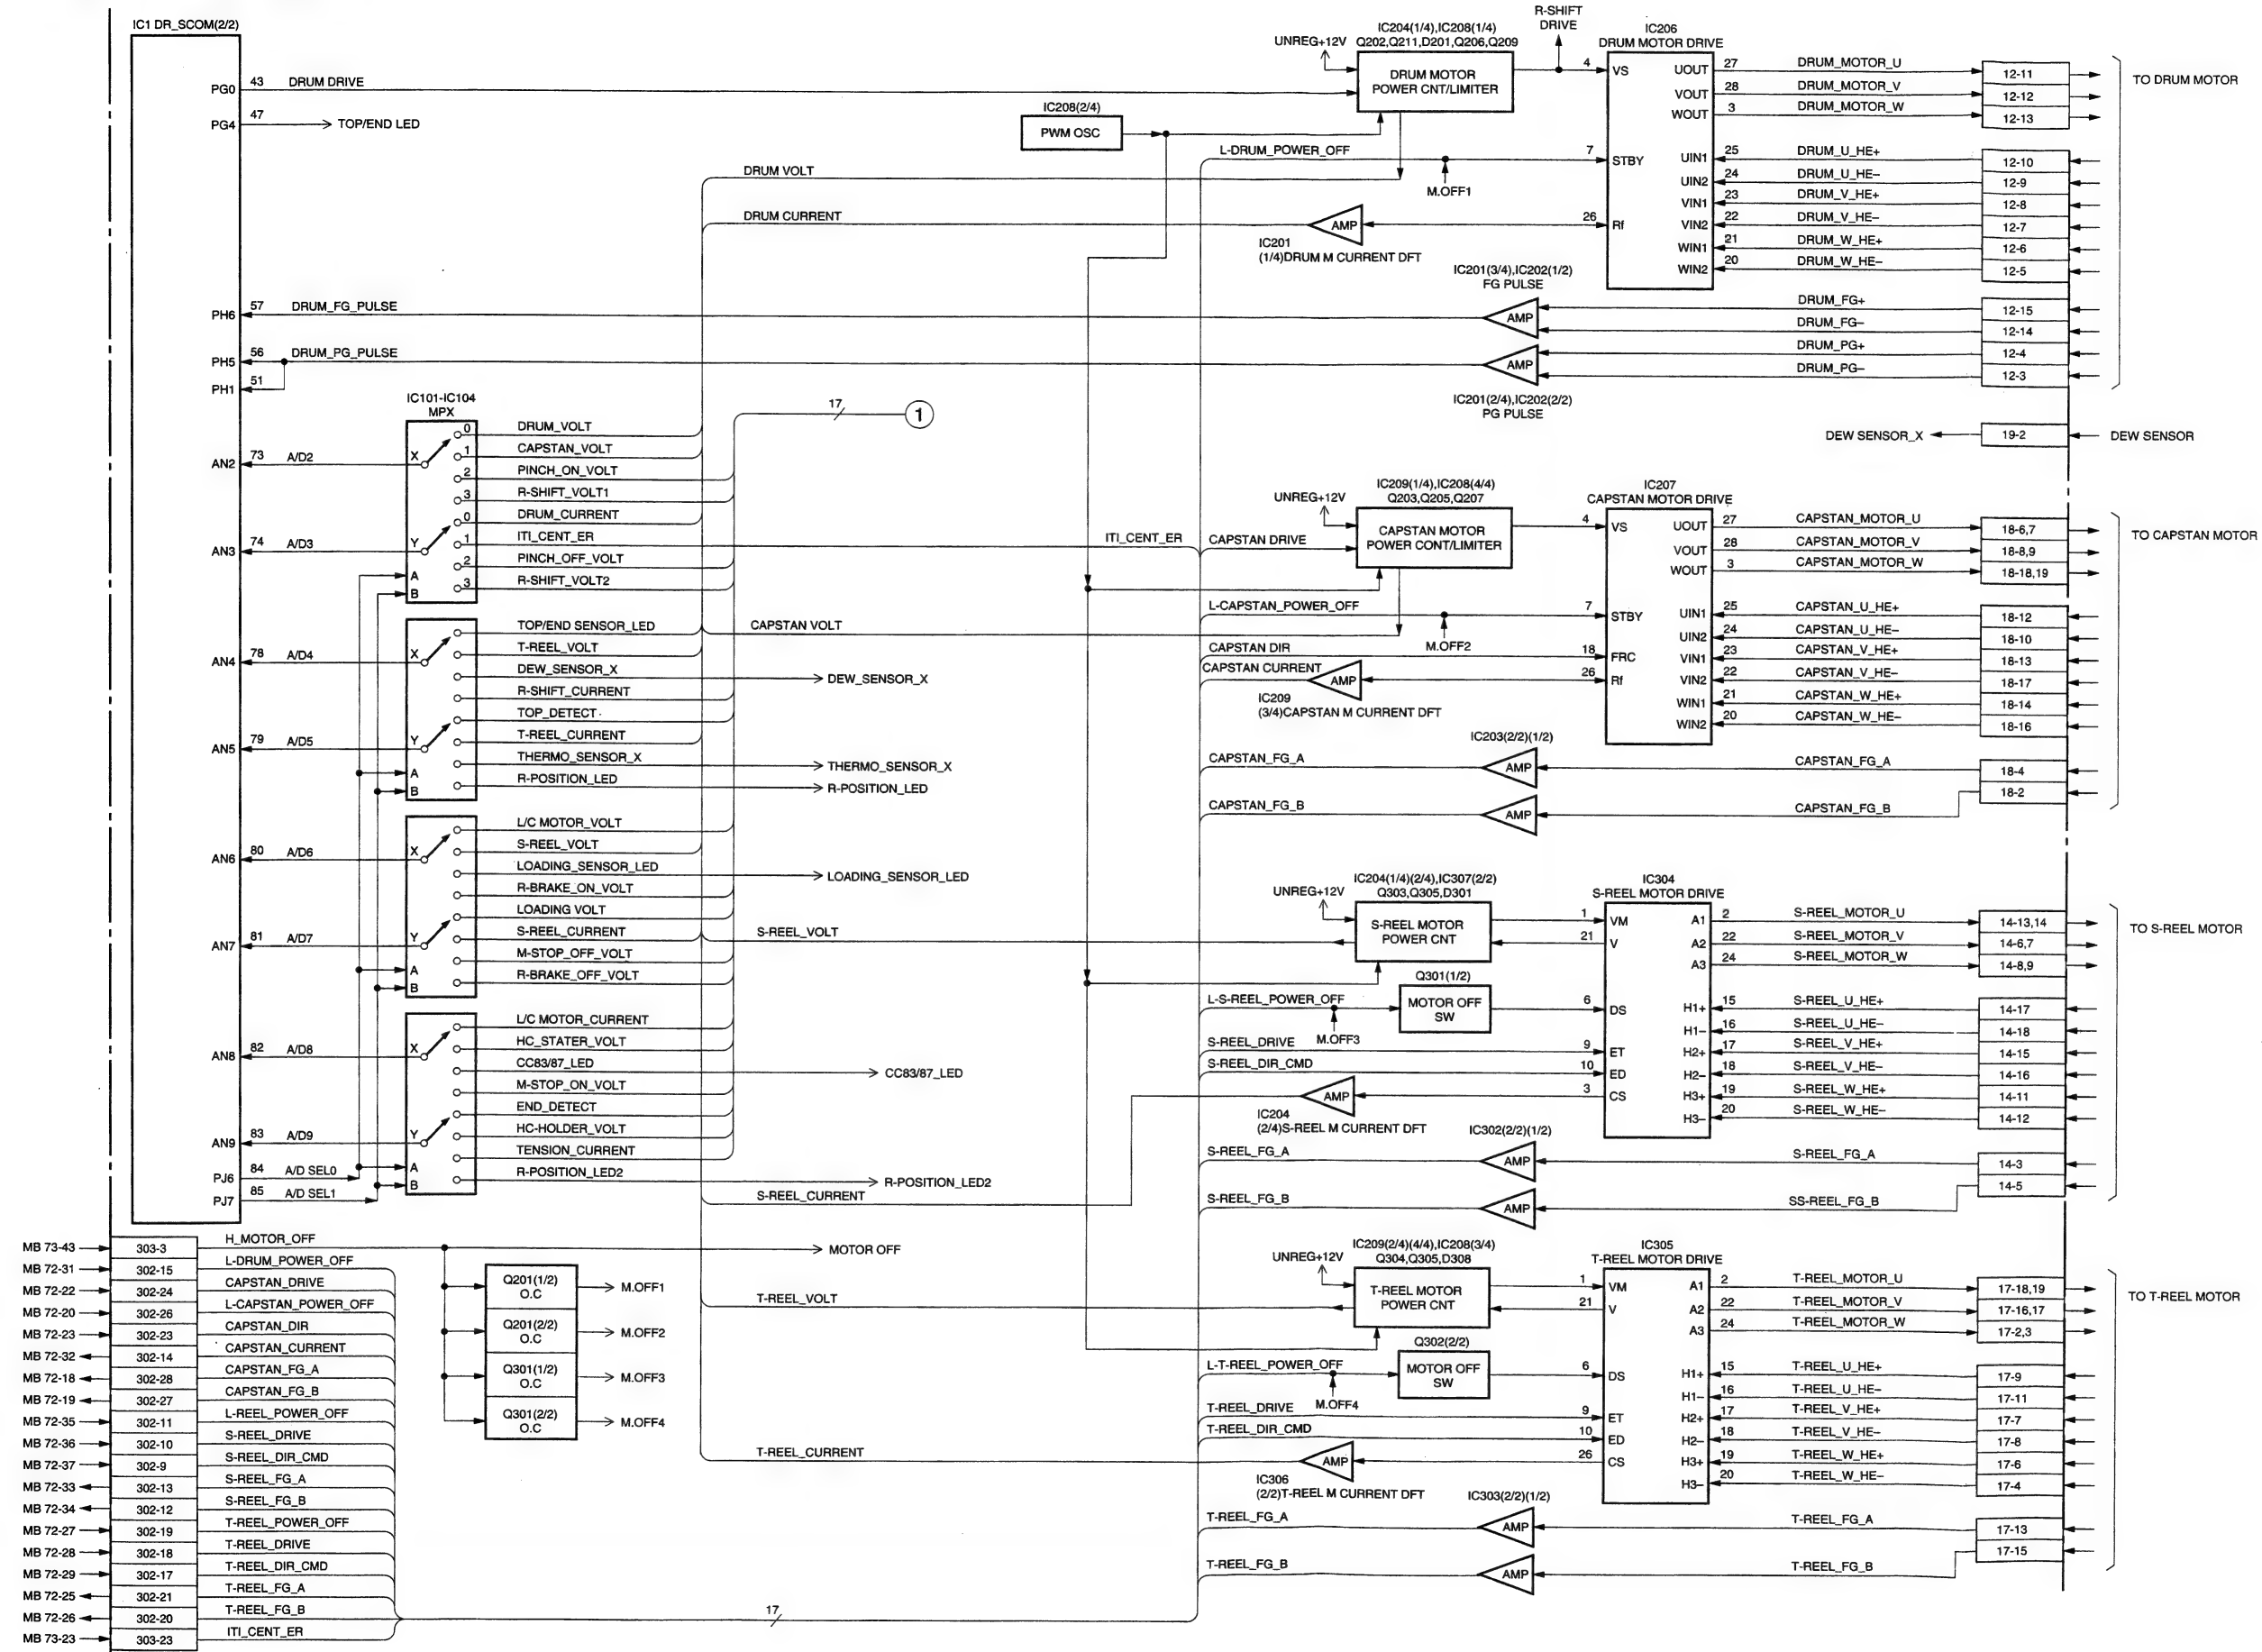 IC1 DR_SCOM(2/2)
PG0 43 DRUM DRIVE
PG4 47 TOP/END LED
PH6 57 DRUM_FG_PULSE
PH5 56 DRUM_PG_PULSE
PH1 51
AN2 73 A/D2
AN3 74 A/D3
AN4 78 A/D4
AN5 79 A/D5
AN6 80 A/D6
AN7 81 A/D7
AN8 82 A/D8
AN9 83 A/D9
PJ6 84 A/D SEL0
PJ7 85 A/D SEL1
IC101-IC104
MPX
X
0 DRUM_VOLT
1 CAPSTAN_VOLT
2 PINCH_ON_VOLT
3 R-SHIFT_VOLT1
Y
0 DRUM_CURRENT
1 ITI_CENT_ER
2 PINCH_OFF_VOLT
3 R-SHIFT_VOLT2
A
B
X
TOP/END SENSOR_LED
T-REEL_VOLT
DEW_SENSOR_X
DEW_SENSOR_X
R-SHIFT_CURRENT
Y
TOP_DETECT
T-REEL_CURRENT
THERMO_SENSOR_X
THERMO_SENSOR_X
R-POSITION_LED
R-POSITION_LED
A
B
X
L/C MOTOR_VOLT
S-REEL_VOLT
LOADING_SENSOR_LED
LOADING_SENSOR_LED
R-BRAKE_ON_VOLT
Y
LOADING VOLT
S-REEL_CURRENT
M-STOP_OFF_VOLT
R-BRAKE_OFF_VOLT
A
B
X
L/C MOTOR_CURRENT
HC_STATER_VOLT
CC83/87_LED
CC83/87_LED
M-STOP_ON_VOLT
Y
END_DETECT
HC-HOLDER_VOLT
TENSION_CURRENT
R-POSITION_LED2
R-POSITION_LED2
A
B
17
1
DRUM VOLT
DRUM CURRENT
ITI_CENT_ER
CAPSTAN VOLT
S-REEL_VOLT
S-REEL_CURRENT
T-REEL_VOLT
T-REEL_CURRENT
IC208(2/4)
PWM OSC
R-SHIFT
DRIVE
UNREG+12V
IC204(1/4),IC208(1/4)
Q202,Q211,D201,Q206,Q209
DRUM MOTOR
POWER CNT/LIMITER
L-DRUM_POWER_OFF
M.OFF1
AMP
IC201
(1/4)DRUM M CURRENT DFT
IC201(3/4),IC202(1/2)
FG PULSE
AMP
AMP
IC201(2/4),IC202(2/2)
PG PULSE
IC206
DRUM MOTOR DRIVE
4 VS
7 STBY
26 Rf
UOUT 27 DRUM_MOTOR_U 12-11
VOUT 28 DRUM_MOTOR_V 12-12
WOUT 3 DRUM_MOTOR_W 12-13
UIN1 25 DRUM_U_HE+ 12-10
UIN2 24 DRUM_U_HE− 12-9
VIN1 23 DRUM_V_HE+ 12-8
VIN2 22 DRUM_V_HE− 12-7
WIN1 21 DRUM_W_HE+ 12-6
WIN2 20 DRUM_W_HE− 12-5
DRUM_FG+ 12-15
DRUM_FG− 12-14
DRUM_PG+ 12-4
DRUM_PG− 12-3
TO DRUM MOTOR
DEW SENSOR_X 19-2 DEW SENSOR
UNREG+12V
IC209(1/4),IC208(4/4)
Q203,Q205,Q207
CAPSTAN MOTOR
POWER CONT/LIMITER
CAPSTAN DRIVE
L-CAPSTAN_POWER_OFF
M.OFF2
CAPSTAN DIR
CAPSTAN CURRENT
AMP
IC209
(3/4)CAPSTAN M CURRENT DFT
IC203(2/2)(1/2)
CAPSTAN_FG_A AMP
CAPSTAN_FG_B AMP
IC207
CAPSTAN MOTOR DRIVE
4 VS
7 STBY
18 FRC
26 Rf
UOUT 27 CAPSTAN_MOTOR_U 18-6,7
VOUT 28 CAPSTAN_MOTOR_V 18-8,9
WOUT 3 CAPSTAN_MOTOR_W 18-18,19
UIN1 25 CAPSTAN_U_HE+ 18-12
UIN2 24 CAPSTAN_U_HE− 18-10
VIN1 23 CAPSTAN_V_HE+ 18-13
VIN2 22 CAPSTAN_V_HE− 18-17
WIN1 21 CAPSTAN_W_HE+ 18-14
WIN2 20 CAPSTAN_W_HE− 18-16
CAPSTAN_FG_A 18-4
CAPSTAN_FG_B 18-2
TO CAPSTAN MOTOR
UNREG+12V
IC204(1/4)(2/4),IC307(2/2)
Q303,Q305,D301
S-REEL MOTOR
POWER CNT
Q301(1/2)
MOTOR OFF
SW
L-S-REEL_POWER_OFF
M.OFF3
S-REEL_DRIVE
S-REEL_DIR_CMD
AMP
IC204
(2/4)S-REEL M CURRENT DFT
IC302(2/2)(1/2)
S-REEL_FG_A AMP
S-REEL_FG_B AMP
IC304
S-REEL MOTOR DRIVE
1 VM
21 V
6 DS
9 ET
10 ED
3 CS
A1 2 S-REEL_MOTOR_U 14-13,14
A2 22 S-REEL_MOTOR_V 14-6,7
A3 24 S-REEL_MOTOR_W 14-8,9
H1+ 15 S-REEL_U_HE+ 14-17
H1− 16 S-REEL_U_HE− 14-18
H2+ 17 S-REEL_V_HE+ 14-15
H2− 18 S-REEL_V_HE− 14-16
H3+ 19 S-REEL_W_HE+ 14-11
H3− 20 S-REEL_W_HE− 14-12
S-REEL_FG_A 14-3
SS-REEL_FG_B 14-5
TO S-REEL MOTOR
UNREG+12V
IC209(2/4)(4/4),IC208(3/4)
Q304,Q305,D308
T-REEL MOTOR
POWER CNT
Q302(2/2)
MOTOR OFF
SW
L-T-REEL_POWER_OFF
M.OFF4
T-REEL_DRIVE
T-REEL_DIR_CMD
AMP
IC306
(2/2)T-REEL M CURRENT DFT
IC303(2/2)(1/2)
T-REEL_FG_A AMP
T-REEL_FG_B AMP
IC305
T-REEL MOTOR DRIVE
1 VM
21 V
6 DS
9 ET
10 ED
26 CS
A1 2 T-REEL_MOTOR_U 17-18,19
A2 22 T-REEL_MOTOR_V 17-16,17
A3 24 T-REEL_MOTOR_W 17-2,3
H1+ 15 T-REEL_U_HE+ 17-9
H1− 16 T-REEL_U_HE− 17-11
H2+ 17 T-REEL_V_HE+ 17-7
H2− 18 T-REEL_V_HE− 17-8
H3+ 19 T-REEL_W_HE+ 17-6
H3− 20 T-REEL_W_HE− 17-4
T-REEL_FG_A 17-13
T-REEL_FG_B 17-15
TO T-REEL MOTOR
MB 73-43 303-3 H_MOTOR_OFF MOTOR OFF
MB 72-31 302-15 L-DRUM_POWER_OFF
MB 72-22 302-24 CAPSTAN_DRIVE
MB 72-20 302-26 L-CAPSTAN_POWER_OFF
MB 72-23 302-23 CAPSTAN_DIR
MB 72-32 302-14 CAPSTAN_CURRENT
MB 72-18 302-28 CAPSTAN_FG_A
MB 72-19 302-27 CAPSTAN_FG_B
MB 72-35 302-11 L-REEL_POWER_OFF
MB 72-36 302-10 S-REEL_DRIVE
MB 72-37 302-9 S-REEL_DIR_CMD
MB 72-33 302-13 S-REEL_FG_A
MB 72-34 302-12 S-REEL_FG_B
MB 72-27 302-19 T-REEL_POWER_OFF
MB 72-28 302-18 T-REEL_DRIVE
MB 72-29 302-17 T-REEL_DIR_CMD
MB 72-25 302-21 T-REEL_FG_A
MB 72-26 302-20 T-REEL_FG_B
MB 73-23 303-23 ITI_CENT_ER
Q201(1/2)
O.C
M.OFF1
Q201(2/2)
O.C
M.OFF2
Q301(1/2)
O.C
M.OFF3
Q301(2/2)
O.C
M.OFF4
17